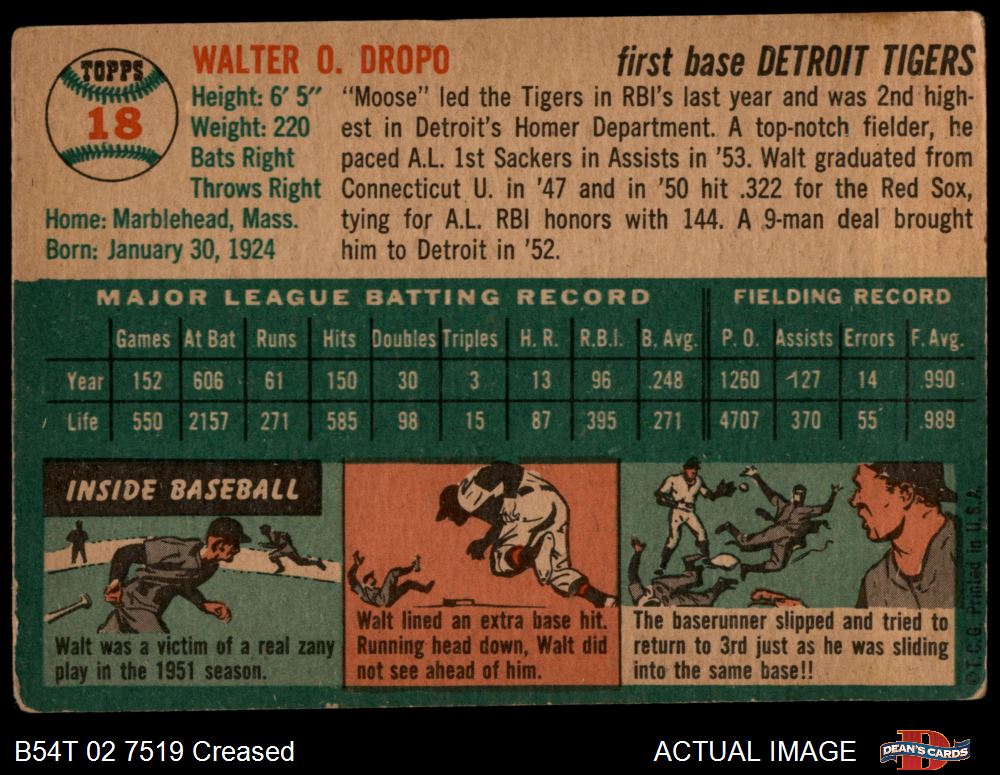 TOPPS
18
WALTER O. DROPO
first base DETROIT TIGERS
Height: 6' 5"
Weight: 220
Bats Right
Throws Right
Home: Marblehead, Mass.
Born: January 30, 1924
"Moose" led the Tigers in RBI's last year and was 2nd high-
est in Detroit's Homer Department. A top-notch fielder, he
paced A.L. 1st Sackers in Assists in '53. Walt graduated from
Connecticut U. in '47 and in '50 hit .322 for the Red Sox,
tying for A.L. RBI honors with 144. A 9-man deal brought
him to Detroit in '52.
MAJOR LEAGUE BATTING RECORD FIELDING RECORD
Games At Bat Runs Hits Doubles Triples H. R. R.B.I. B. Avg. P. O. Assists Errors F. Avg.
Year 152 606 61 150 30 3 13 96 .248 1260 127 14 .990
Life 550 2157 271 585 98 15 87 395 .271 4707 370 55 .989
INSIDE BASEBALL
Walt was a victim of a real zany
play in the 1951 season.
Walt lined an extra base hit.
Running head down, Walt did
not see ahead of him.
The baserunner slipped and tried to
return to 3rd just as he was sliding
into the same base!!
© T.C.G. Printed in U.S.A.
B54T 02 7519 Creased
ACTUAL IMAGE
DEAN'S CARDS